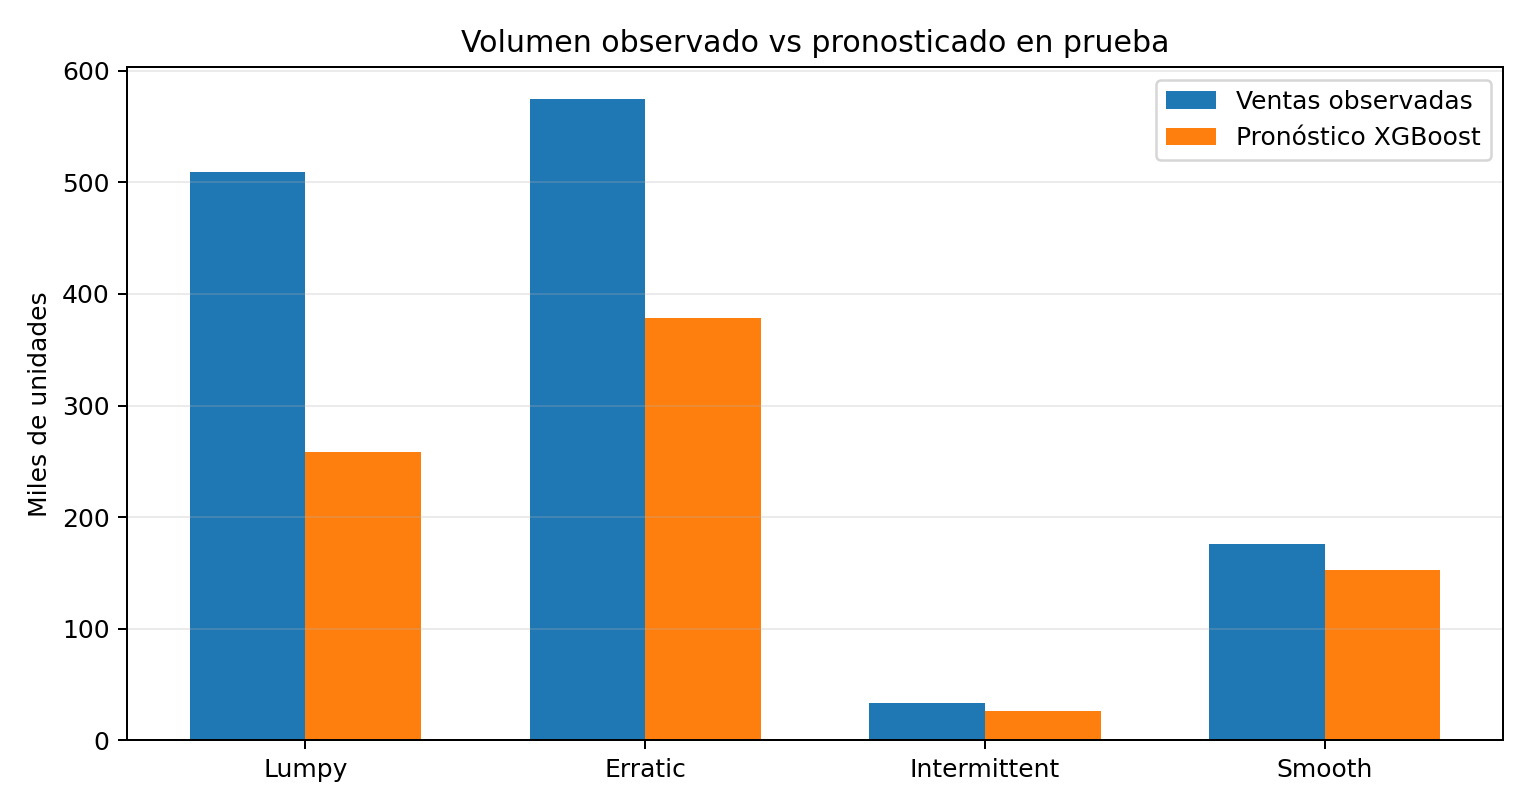 Volumen observado vs pronosticado en prueba
Ventas observadas
Pronóstico XGBoost
Miles de unidades
600
500
400
300
200
100
0
Lumpy
Erratic
Intermittent
Smooth